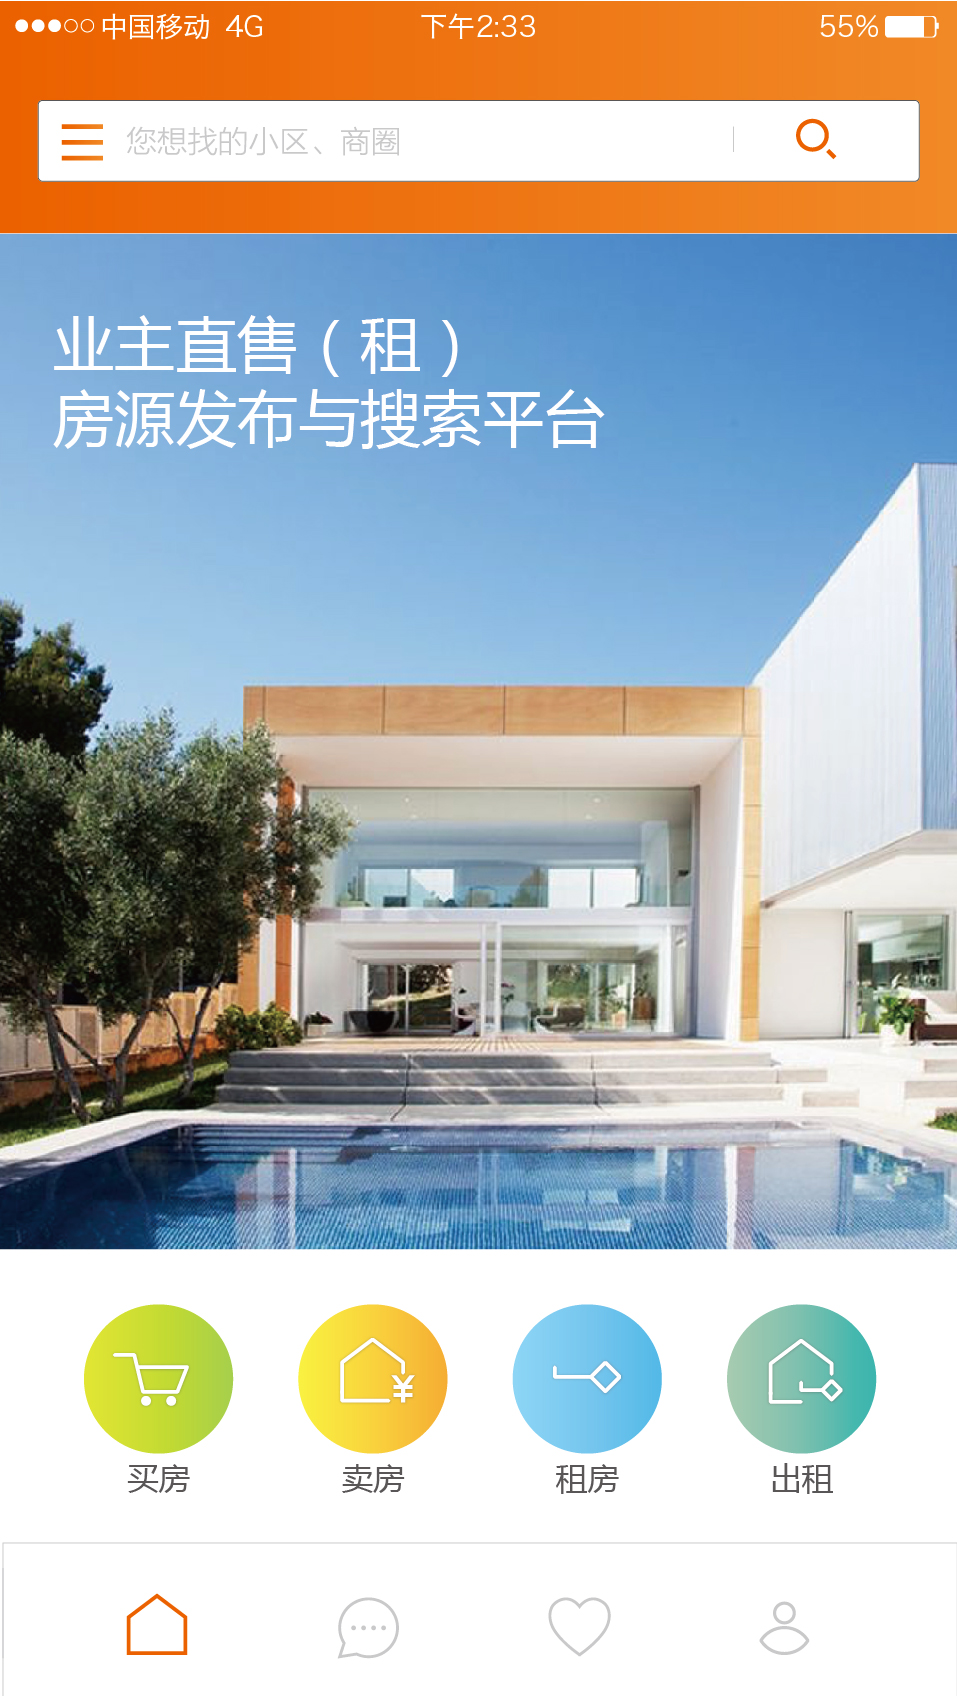 中国移动 4G 下午2:33 55%
您想找的小区、商圈
业主直售（租）
房源发布与搜索平台
¥
买房 卖房 租房 出租